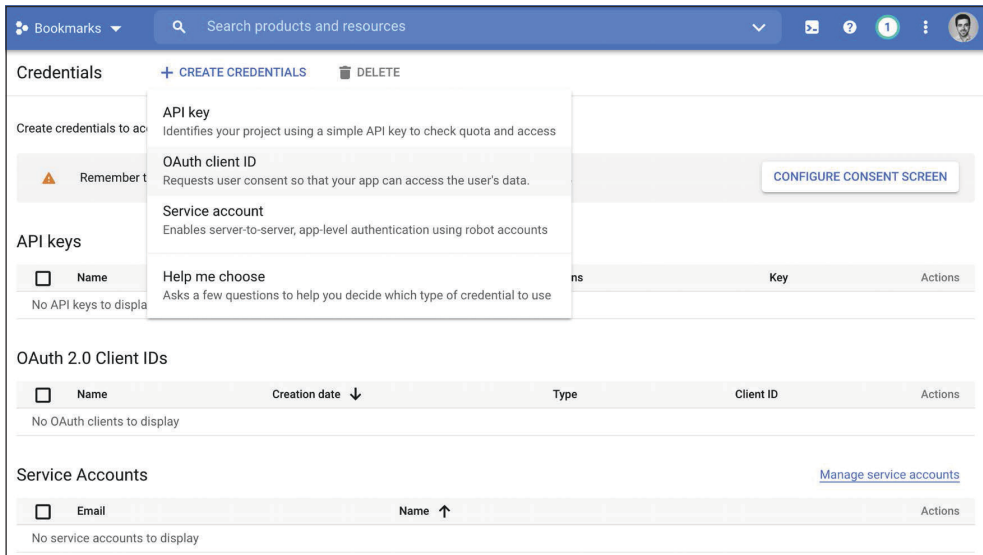 Bookmarks
Search products and resources
1
Credentials
+ CREATE CREDENTIALS
DELETE
API key
Identifies your project using a simple API key to check quota and access
Create credentials to ac
OAuth client ID
Requests user consent so that your app can access the user's data.
Remember t
CONFIGURE CONSENT SCREEN
Service account
Enables server-to-server, app-level authentication using robot accounts
API keys
Help me choose
Asks a few questions to help you decide which type of credential to use
Name
ns
Key
Actions
No API keys to displa
OAuth 2.0 Client IDs
Name
Creation date
Type
Client ID
Actions
No OAuth clients to display
Service Accounts
Manage service accounts
Email
Name
Actions
No service accounts to display